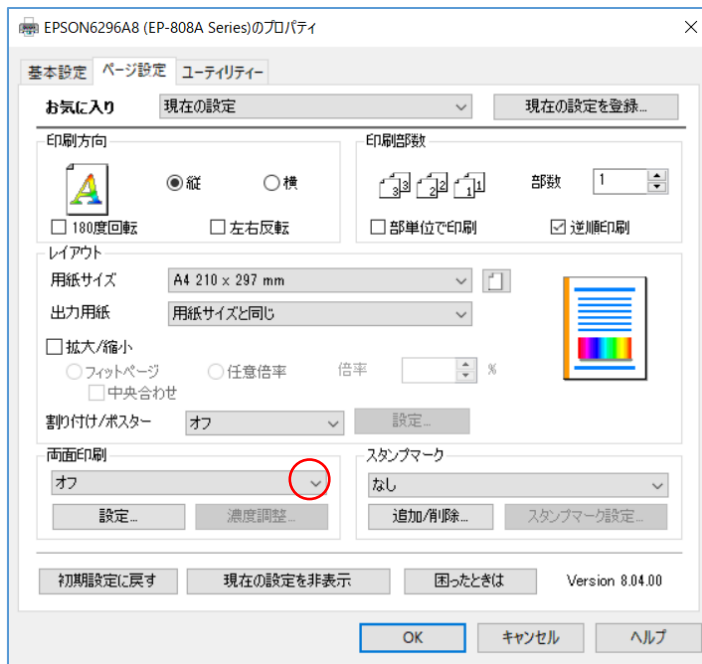 EPSON6296A8 (EP-808A Series)のプロパティ
基本設定 ページ設定 ユーティリティー
お気に入り 現在の設定 現在の設定を登録...
印刷方向 印刷部数
A 縦 横 3 3 2 2 1 1 部数 1
180度回転 左右反転 部単位で印刷 逆順印刷
レイアウト
用紙サイズ A4 210 x 297 mm
出力用紙 用紙サイズと同じ
拡大/縮小
フィットページ 任意倍率 倍率 %
中央合わせ
割り付け/ポスター オフ 設定...
両面印刷 スタンプマーク
オフ なし
設定... 濃度調整... 追加/削除... スタンプマーク設定...
初期設定に戻す 現在の設定を非表示 困ったときは Version 8.04.00
OK キャンセル ヘルプ